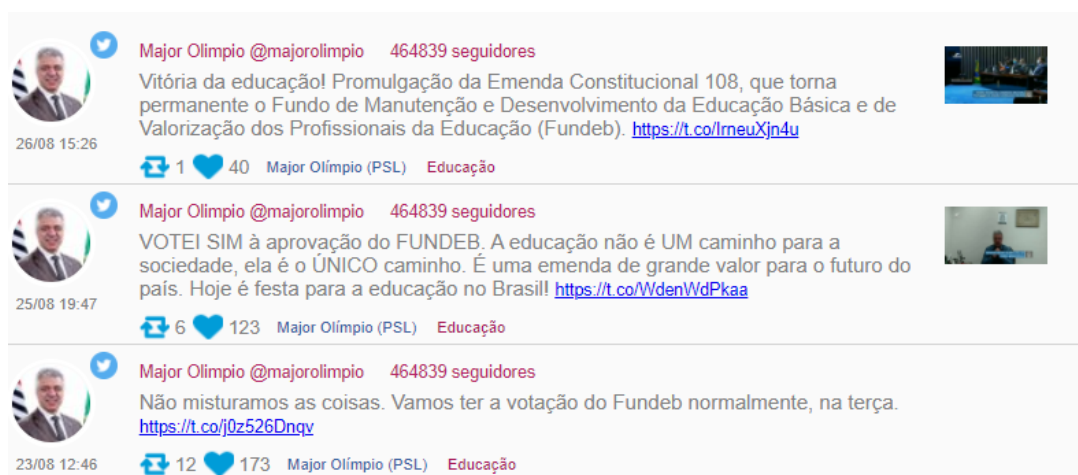 Major Olimpio @majorolimpio 464839 seguidores
Vitória da educação! Promulgação da Emenda Constitucional 108, que torna
permanente o Fundo de Manutenção e Desenvolvimento da Educação Básica e de
Valorização dos Profissionais da Educação (Fundeb). https://t.co/IrneuXjn4u
26/08 15:26
1 40 Major Olímpio (PSL) Educação
Major Olimpio @majorolimpio 464839 seguidores
VOTEI SIM à aprovação do FUNDEB. A educação não é UM caminho para a
sociedade, ela é o ÚNICO caminho. É uma emenda de grande valor para o futuro do
país. Hoje é festa para a educação no Brasil! https://t.co/WdenWdPkaa
25/08 19:47
6 123 Major Olímpio (PSL) Educação
Major Olimpio @majorolimpio 464839 seguidores
Não misturamos as coisas. Vamos ter a votação do Fundeb normalmente, na terça.
https://t.co/j0z526Dnqv
23/08 12:46
12 173 Major Olímpio (PSL) Educação